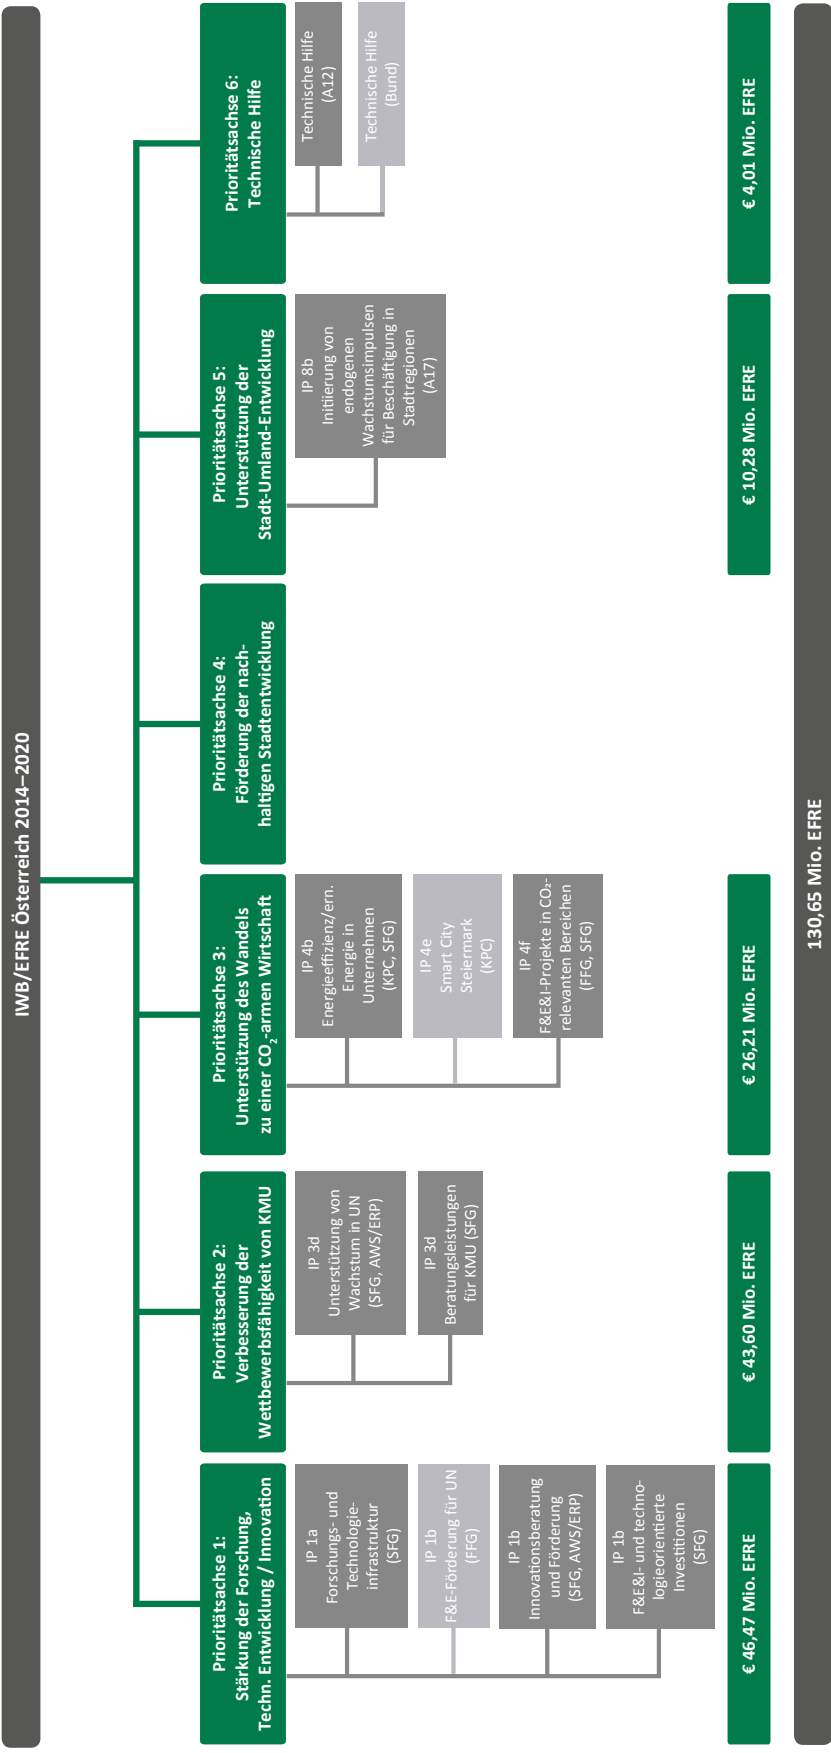 IWB/EFRE Österreich 2014–2020
Prioritätsachse 1:
Stärkung der Forschung,
Techn. Entwicklung / Innovation
IP 1a
Forschungs- und
Technologie-
infrastruktur
(SFG)
IP 1b
F&E-Förderung für UN
(FFG)
IP 1b
Innovationsberatung
und Förderung
(SFG, AWS/ERP)
IP 1b
F&E&I- und techno-
logieorientierte
Investitionen
(SFG)
€ 46,47 Mio. EFRE
Prioritätsachse 2:
Verbesserung der
Wettbewerbsfähigkeit von KMU
IP 3d
Unterstützung von
Wachstum in UN
(SFG, AWS/ERP)
IP 3d
Beratungsleistungen
für KMU (SFG)
€ 43,60 Mio. EFRE
Prioritätsachse 3:
Unterstützung des Wandels
zu einer CO₂-armen Wirtschaft
IP 4b
Energieeffizienz/ern.
Energie in
Unternehmen
(KPC, SFG)
IP 4e
Smart City
Steiermark
(KPC)
IP 4f
F&E&I-Projekte in CO₂-
relevanten Bereichen
(FFG, SFG)
€ 26,21 Mio. EFRE
Prioritätsachse 4:
Förderung der nach-
haltigen Stadtentwicklung
Prioritätsachse 5:
Unterstützung der
Stadt-Umland-Entwicklung
IP 8b
Initiierung von
endogenen
Wachstumsimpulsen
für Beschäftigung in
Stadtregionen
(A17)
€ 10,28 Mio. EFRE
Prioritätsachse 6:
Technische Hilfe
Technische Hilfe
(A12)
Technische Hilfe
(Bund)
€ 4,01 Mio. EFRE
130,65 Mio. EFRE